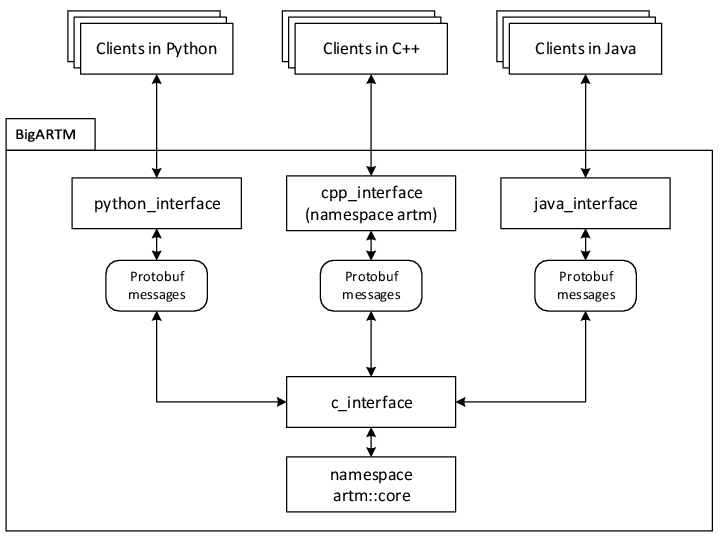 Clients in Python
Clients in C++
Clients in Java
BigARTM
python_interface
cpp_interface
(namespace artm)
java_interface
Protobuf
messages
Protobuf
messages
Protobuf
messages
c_interface
namespace
artm::core